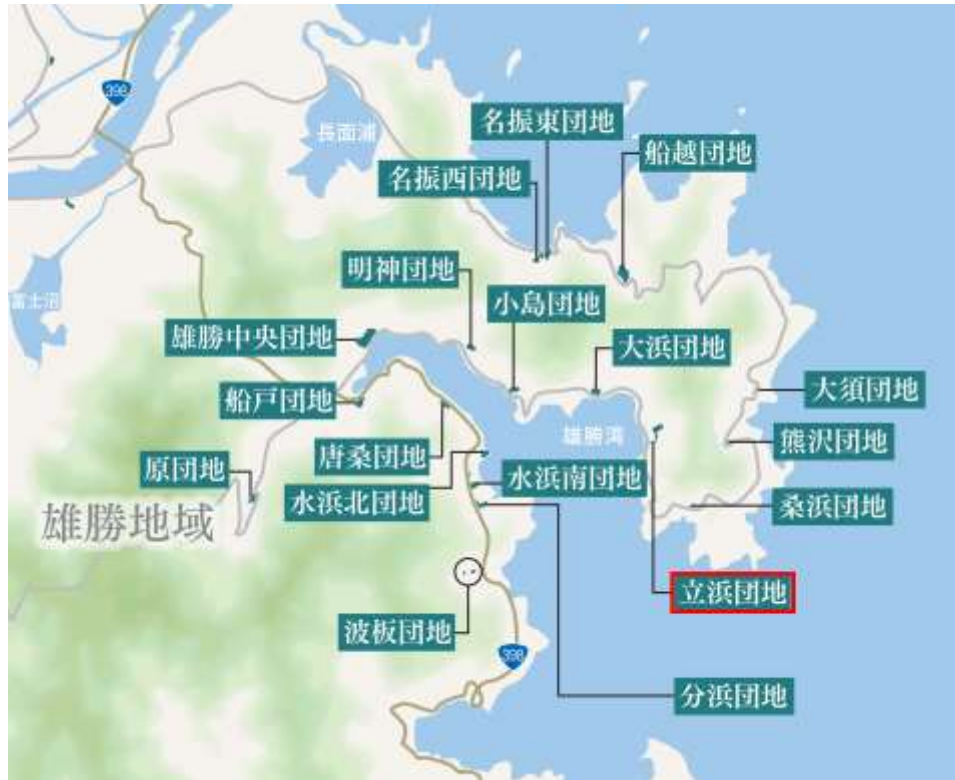 398
長面浦
名振東団地
船越団地
名振西団地
明神団地
富士沼
小島団地
雄勝中央団地
大浜団地
船戸団地
大須団地
雄勝湾
唐桑団地
熊沢団地
原団地
水浜北団地
水浜南団地
桑浜団地
雄勝地域
立浜団地
波板団地
398
分浜団地